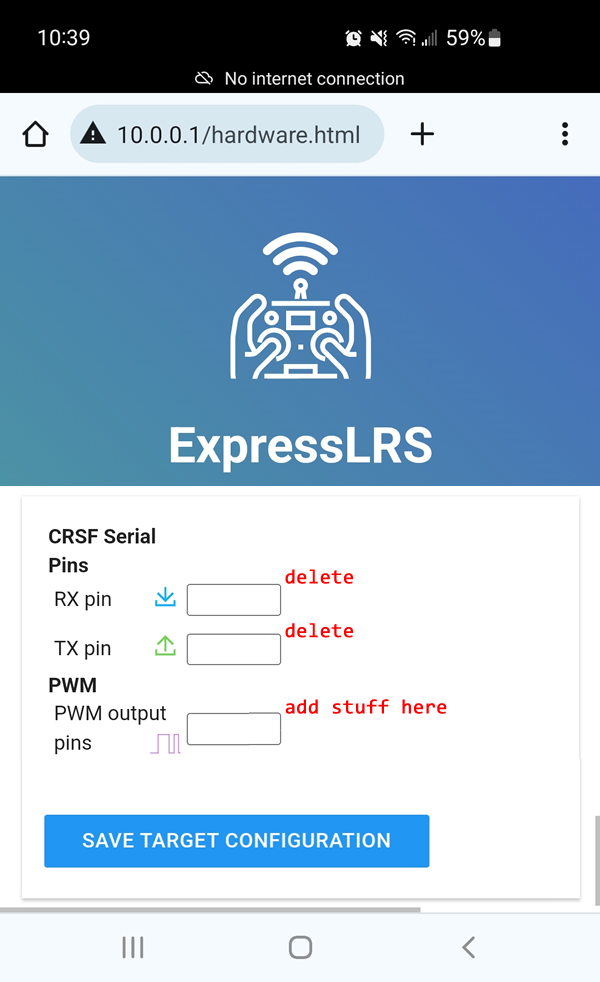 10:39
59%
No internet connection
10.0.0.1/hardware.html
ExpressLRS
CRSF Serial
Pins
delete
RX pin
delete
TX pin
PWM
add stuff here
PWM output
pins
SAVE TARGET CONFIGURATION